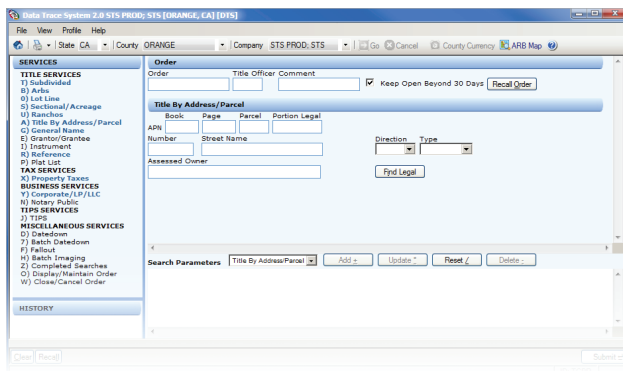 Data Trace System 2.0 STS PROD; STS [ORANGE, CA] [DTS]
File View Profile Help
State CA County ORANGE Company STS PROD; STS Go Cancel County Currency ARB Map
SERVICES
TITLE SERVICES
T) Subdivided
B) Arbs
0) Lot Line
S) Sectional/Acreage
U) Ranchos
A) Title By Address/Parcel
G) General Name
E) Grantor/Grantee
I) Instrument
R) Reference
P) Plat List
TAX SERVICES
X) Property Taxes
BUSINESS SERVICES
Y) Corporate/LP/LLC
N) Notary Public
TIPS SERVICES
J) TIPS
MISCELLANEOUS SERVICES
D) Datedown
7) Batch Datedown
F) Fallout
H) Batch Imaging
Z) Completed Searches
O) Display/Maintain Order
W) Close/Cancel Order
HISTORY
Order
Order Title Officer Comment
Keep Open Beyond 30 Days Recall Order
Title By Address/Parcel
Book Page Parcel Portion Legal
APN
Number Street Name Direction Type
Assessed Owner
Find Legal
Search Parameters Title By Address/Parcel Add + Update * Reset / Delete -
Clear Recall Submit =